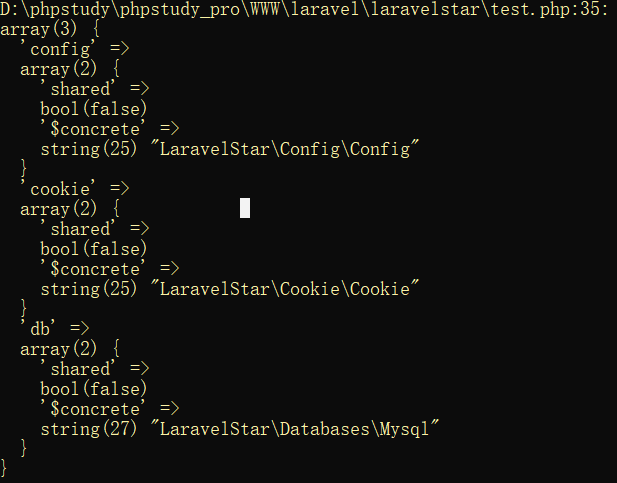 D:\phpstudy\phpstudy_pro\WWW\laravel\laravelstar\test.php:35:
array(3) {
  'config' =>
  array(2) {
    'shared' =>
    bool(false)
    '$concrete' =>
    string(25) "LaravelStar\Config\Config"
  }
  'cookie' =>
  array(2) {
    'shared' =>
    bool(false)
    '$concrete' =>
    string(25) "LaravelStar\Cookie\Cookie"
  }
  'db' =>
  array(2) {
    'shared' =>
    bool(false)
    '$concrete' =>
    string(27) "LaravelStar\Databases\Mysql"
  }
}